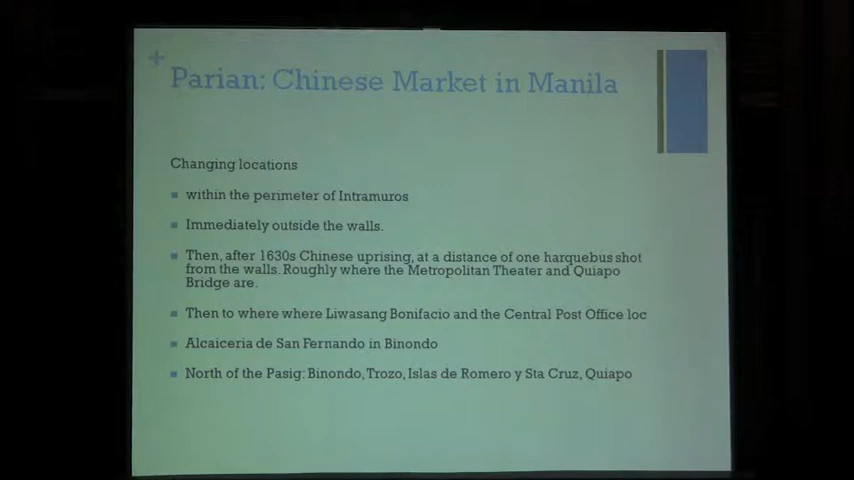 +
Parian: Chinese Market in Manila
Changing locations
within the perimeter of Intramuros
Immediately outside the walls.
Then, after 1630s Chinese uprising, at a distance of one harquebus shot
from the walls. Roughly where the Metropolitan Theater and Quiapo
Bridge are.
Then to where where Liwasang Bonifacio and the Central Post Office loc
Alcaiceria de San Fernando in Binondo
North of the Pasig: Binondo, Trozo, Islas de Romero y Sta Cruz, Quiapo